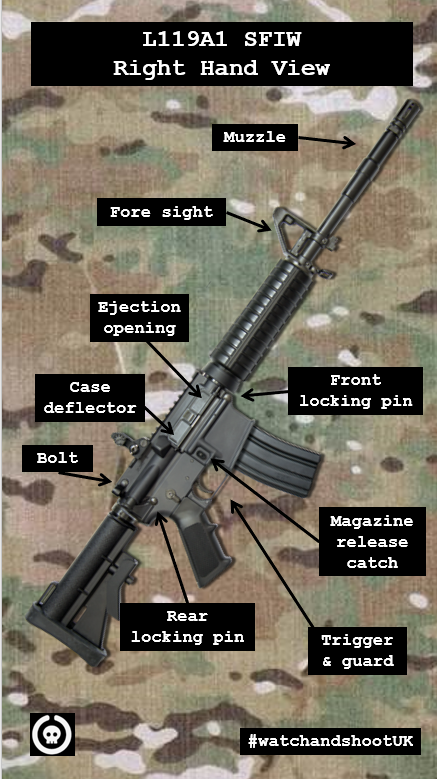 L119A1 SFIW
Right Hand View
Muzzle
Fore sight
Ejection
opening
Front
locking pin
Case
deflector
Bolt
Magazine
release
catch
Rear
locking pin
Trigger
& guard
#watchandshootUK